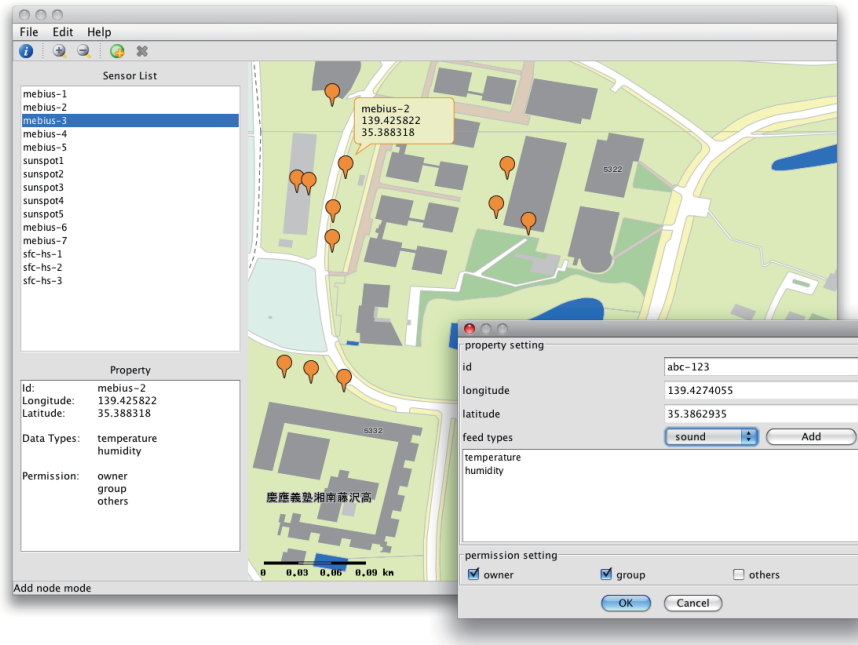 File Edit Help
Sensor List
mebius-1
mebius-2
mebius-3
mebius-4
mebius-5
sunspot1
sunspot2
sunspot3
sunspot4
sunspot5
mebius-6
mebius-7
sfc-hs-1
sfc-hs-2
sfc-hs-3
Property
Id: mebius-2
Longitude: 139.425822
Latitude: 35.388318
Data Types: temperature
humidity
Permission: owner
group
others
Add node mode
mebius-2
139.425822
35.388318
5322
5332
慶應義塾湘南藤沢高
0 0.03 0.06 0.09 km
property setting
id abc-123
longitude 139.4274055
latitude 35.3862935
feed types sound Add
temperature
humidity
permission setting
owner group others
OK Cancel